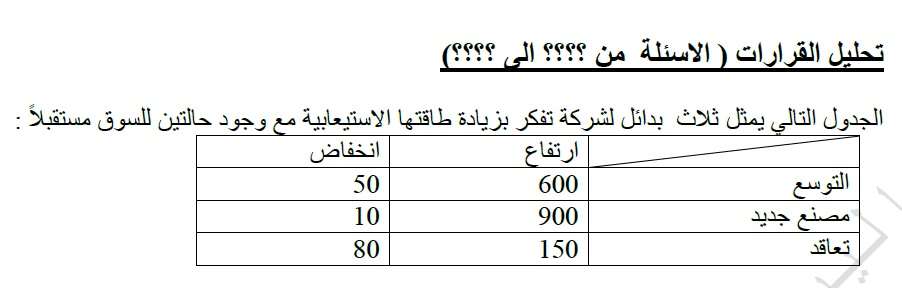 تحليل القرارات ( الاسئلة من ؟؟؟؟ الى ؟؟؟؟)
الجدول التالي يمثل ثلاث بدائل لشركة تفكر بزيادة طاقتها الاستيعابية مع وجود حالتين للسوق مستقبلاً :
ارتفاع انخفاض
التوسع 600 50
مصنع جديد 900 10
تعاقد 150 80